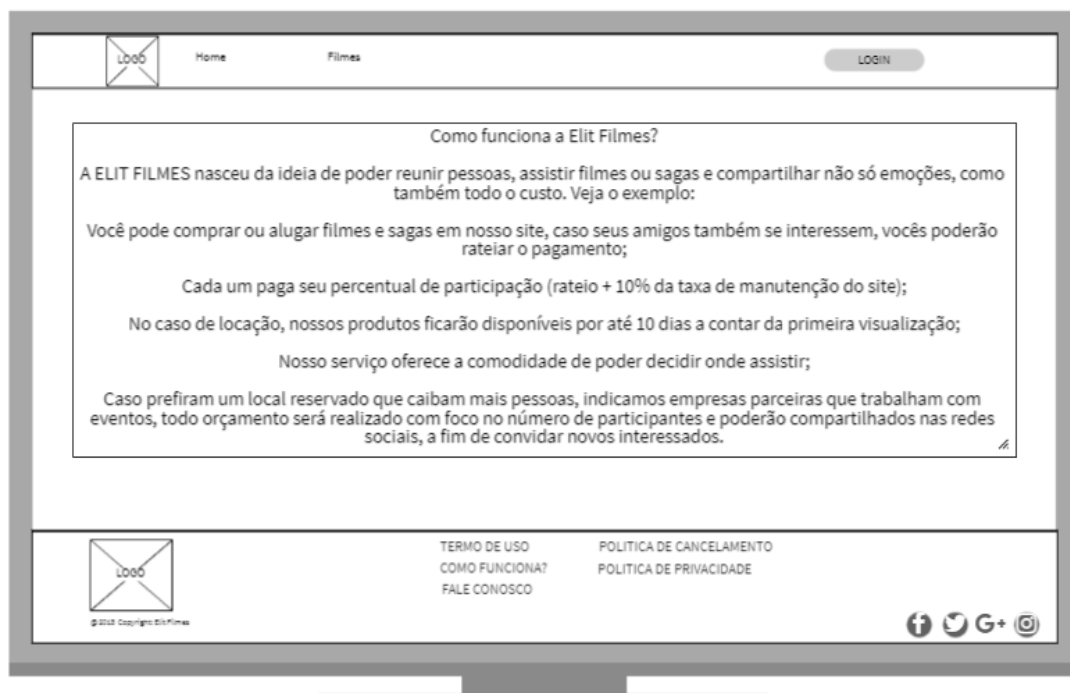 LOGO Home Filmes LOGIN
Como funciona a Elit Filmes?
A ELIT FILMES nasceu da ideia de poder reunir pessoas, assistir filmes ou sagas e compartilhar não só emoções, como
também todo o custo. Veja o exemplo:
Você pode comprar ou alugar filmes e sagas em nosso site, caso seus amigos também se interessem, vocês poderão
rateiar o pagamento;
Cada um paga seu percentual de participação (rateio + 10% da taxa de manutenção do site);
No caso de locação, nossos produtos ficarão disponíveis por até 10 dias a contar da primeira visualização;
Nosso serviço oferece a comodidade de poder decidir onde assistir;
Caso prefiram um local reservado que caibam mais pessoas, indicamos empresas parceiras que trabalham com
eventos, todo orçamento será realizado com foco no número de participantes e poderão compartilhados nas redes
sociais, a fim de convidar novos interessados.
LOGO
TERMO DE USO POLITICA DE CANCELAMENTO
COMO FUNCIONA? POLITICA DE PRIVACIDADE
FALE CONOSCO
Copyright: Elit Filmes
G+